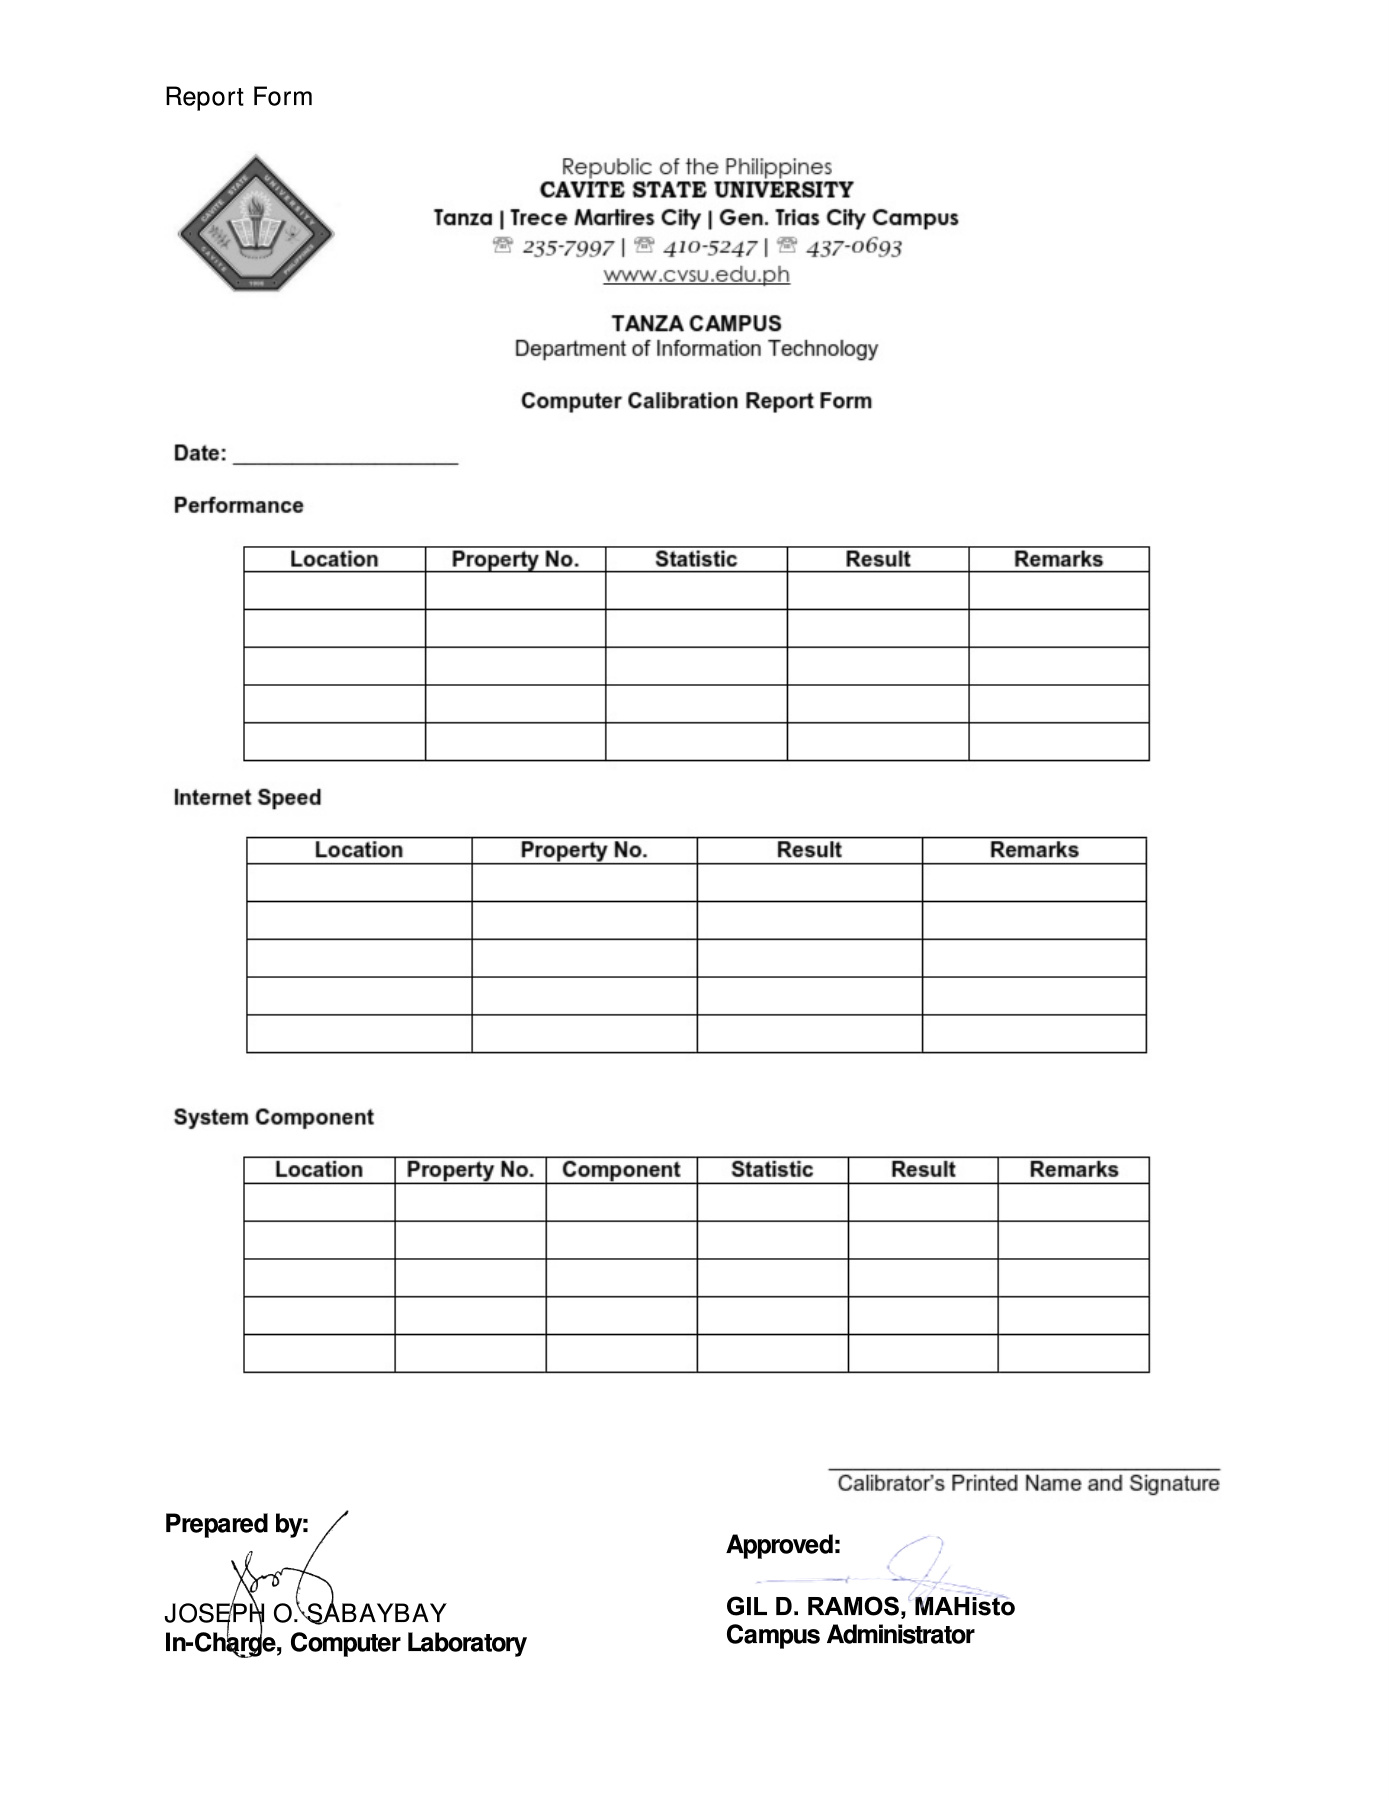 Report Form
CAVITE STATE UNIVERSITY
CAVITE PHILIPPINES
1906
Republic of the Philippines
CAVITE STATE UNIVERSITY
Tanza | Trece Martires City | Gen. Trias City Campus
☏ 235-7997 | ☏ 410-5247 | ☏ 437-0693
www.cvsu.edu.ph
TANZA CAMPUS
Department of Information Technology
Computer Calibration Report Form
Date: ____________________
Performance
Location Property No. Statistic Result Remarks
Internet Speed
Location Property No. Result Remarks
System Component
Location Property No. Component Statistic Result Remarks
Calibrator's Printed Name and Signature
Prepared by:
JOSEPH O. SABAYBAY
In-Charge, Computer Laboratory
Approved:
GIL D. RAMOS, MAHisto
Campus Administrator